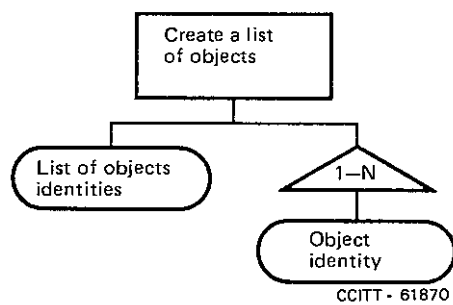 Create a list
of objects
List of objects
identities
1–N
Object
identity
CCITT - 61870